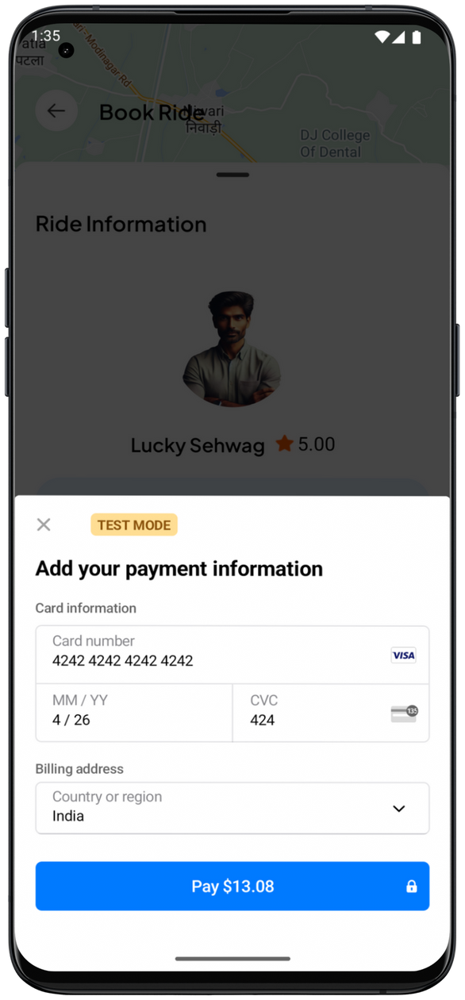 1:35
atla
पटला
ari-Modinagar Rd
Book Ride
Niwari
निवाड़ी
DJ College
Of Dental
Ride Information
Lucky Sehwag 5.00
TEST MODE
Add your payment information
Card information
Card number
4242 4242 4242 4242
VISA
MM / YY
4 / 26
CVC
424
135
Billing address
Country or region
India
Pay $13.08